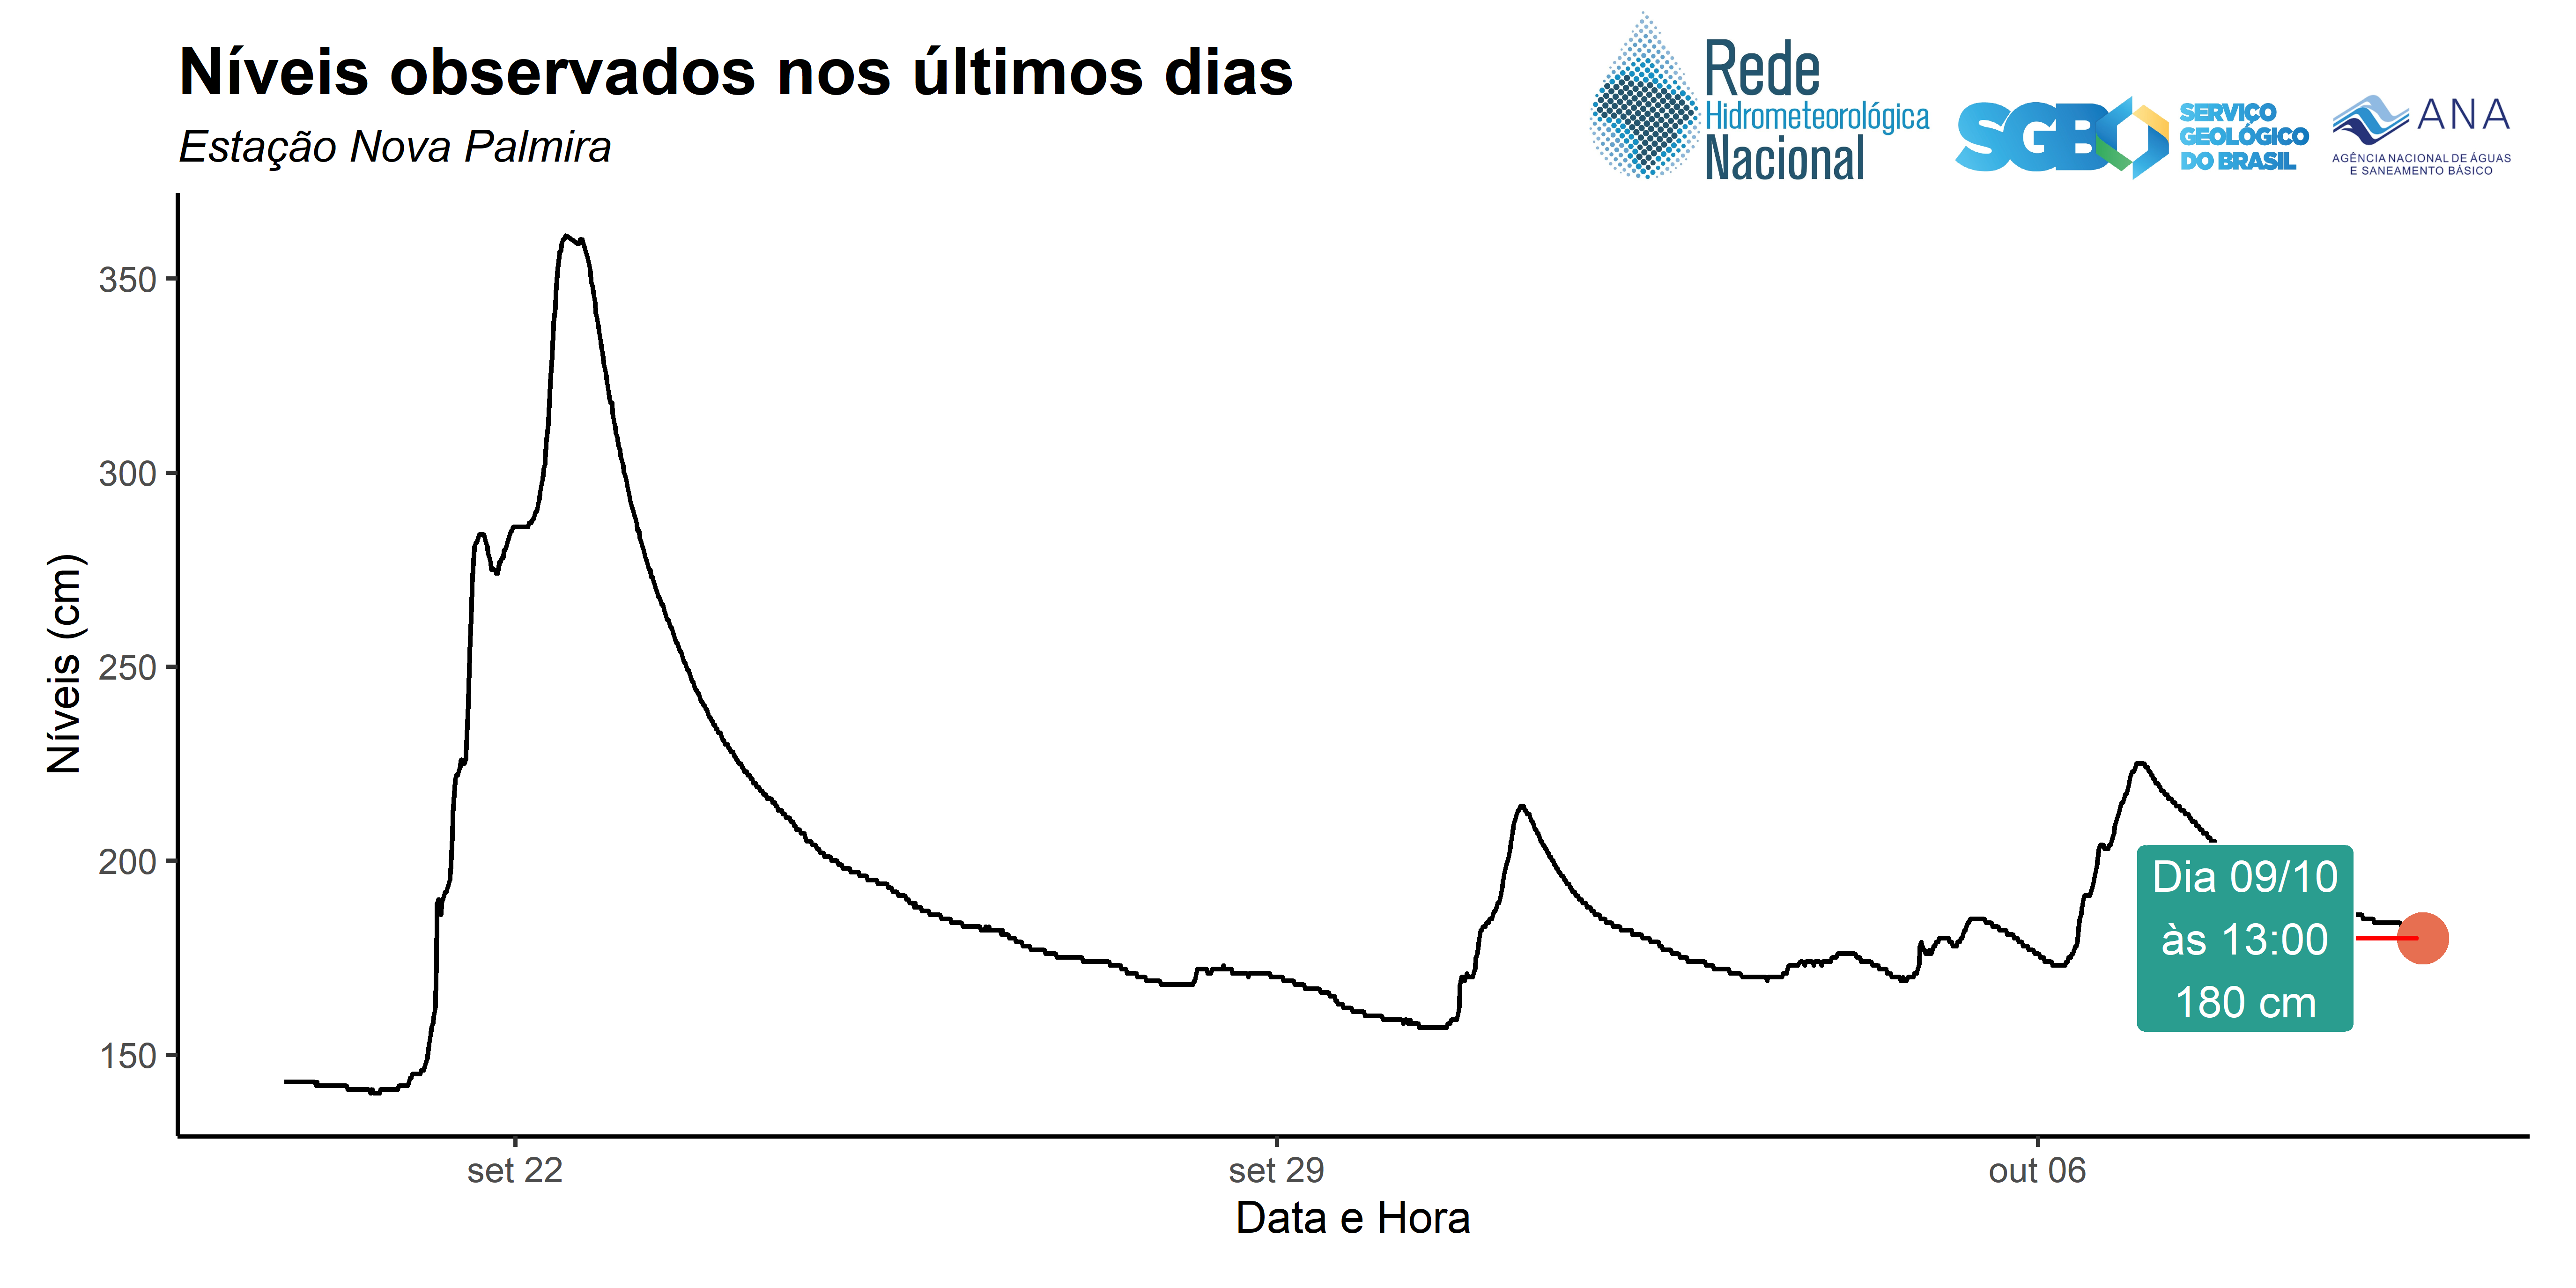 Níveis observados nos últimos dias
Estação Nova Palmira
Rede
Hidrometeorológica
Nacional
SGB
SERVIÇO
GEOLÓGICO
DO BRASIL
ANA
AGÊNCIA NACIONAL DE ÁGUAS
E SANEAMENTO BÁSICO
Níveis (cm)
350
300
250
200
150
Dia 09/10
às 13:00
180 cm
set 22
set 29
out 06
Data e Hora